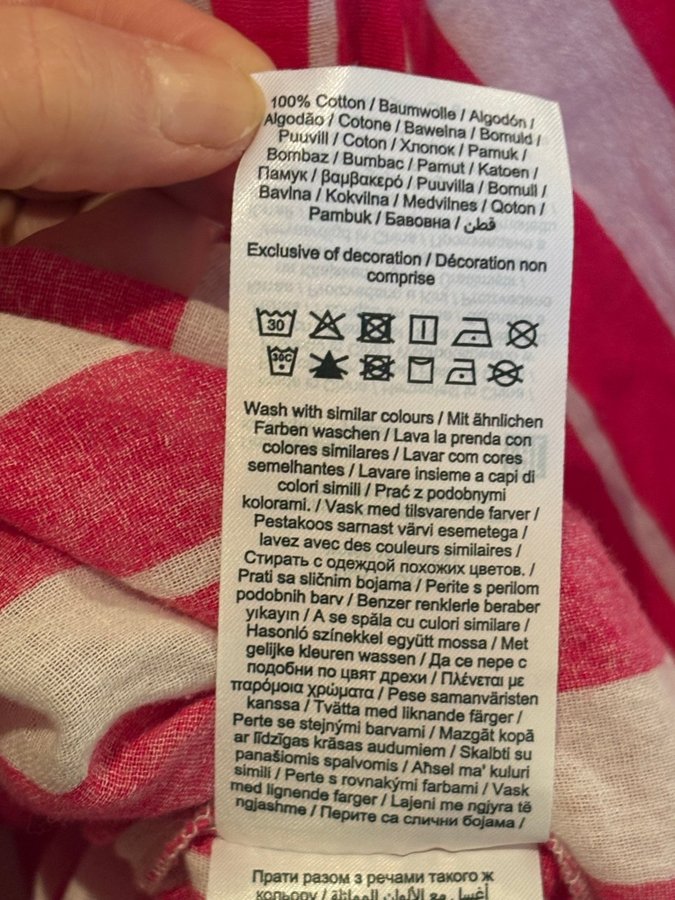 100% Cotton / Baumwolle / Algodón /
Algodão / Cotone / Bawełna / Bomuld /
Puuvill / Coton / Хлопок / Pamuk /
Bombaz / Bumbac / Pamut / Katoen /
Памук / βαμβακερό / Puuvilla / Bomull /
Bavlna / Kokvilna / Medvilnes / Qoton /
Pambuk / Бавовна / قطن
Exclusive of decoration / Décoration non
comprise
30
30C
Wash with similar colours / Mit ähnlichen
Farben waschen / Lava la prenda con
colores similares / Lavar com cores
semelhantes / Lavare insieme a capi di
colori simili / Prać z podobnymi
kolorami. / Vask med tilsvarende farver /
Pestakoos sarnast värvi esemetega /
lavez avec des couleurs similaires /
Стирать с одеждой похожих цветов. /
Prati sa sličnim bojama / Perite s perilom
podobnih barv / Benzer renklerle beraber
yıkayın / A se spăla cu culori similare /
Hasonló színekkel együtt mossa / Met
gelijke kleuren wassen / Да се пере с
подобни по цвят дрехи / Πλένεται με
παρόμοια χρώματα / Pese samanväristen
kanssa / Tvätta med liknande färger /
Perte se stejnými barvami / Mazgāt kopā
ar līdzīgas krāsas audumiem / Skalbti su
panašiomis spalvomis / Aħsel ma' kuluri
simili / Perte s rovnakými farbami / Vask
med lignende farger / Lajeni me ngjyra të
ngjashme / Перите са слични бојама /
Прати разом з речами такого ж
кольору / اغسل مع الألوان المماثلة /